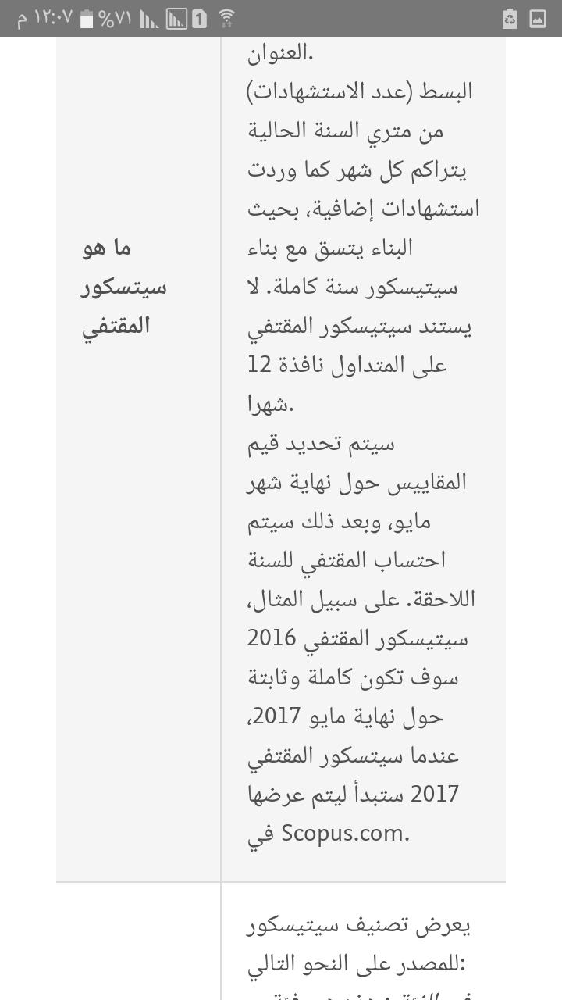 ١٢:٠٧ م
%٧١
1
العنوان.
البسط (عدد الاستشهادات)
من متري السنة الحالية
يتراكم كل شهر كما وردت
استشهادات إضافية، بحيث
البناء يتسق مع بناء
سيتيسكور سنة كاملة. لا
يستند سيتيسكور المقتفي
على المتداول نافذة 12
شهرا.
سيتم تحديد قيم
المقاييس حول نهاية شهر
مايو، وبعد ذلك سيتم
احتساب المقتفي للسنة
اللاحقة. على سبيل المثال،
سيتيسكور المقتفي 2016
سوف تكون كاملة وثابتة
حول نهاية مايو 2017،
عندما سيتسكور المقتفي
2017 ستبدأ ليتم عرضها
في Scopus.com.
ما هو
سيتسكور
المقتفي
يعرض تصنيف سيتيسكور
للمصدر على النحو التالي: